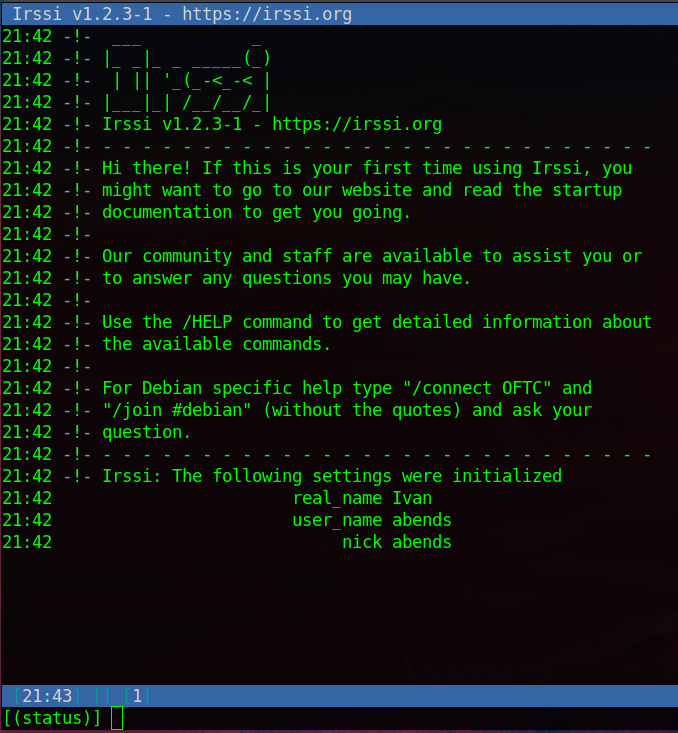 Irssi v1.2.3-1 - https://irssi.org
21:42 -!-  ___           _
21:42 -!- |_ _|_ _ _____(_)
21:42 -!-  | || '_(_-<_-< |
21:42 -!- |___|_| /__/__/_|
21:42 -!- Irssi v1.2.3-1 - https://irssi.org
21:42 -!- - - - - - - - - - - - - - - - - - - - - - - - - - - - -
21:42 -!- Hi there! If this is your first time using Irssi, you
21:42 -!- might want to go to our website and read the startup
21:42 -!- documentation to get you going.
21:42 -!-
21:42 -!- Our community and staff are available to assist you or
21:42 -!- to answer any questions you may have.
21:42 -!-
21:42 -!- Use the /HELP command to get detailed information about
21:42 -!- the available commands.
21:42 -!-
21:42 -!- For Debian specific help type "/connect OFTC" and
21:42 -!- "/join #debian" (without the quotes) and ask your
21:42 -!- question.
21:42 -!- - - - - - - - - - - - - - - - - - - - - - - - - - - - -
21:42 -!- Irssi: The following settings were initialized
21:42                        real_name Ivan
21:42                        user_name abends
21:42                             nick abends
[21:43] [] [1]
[(status)]